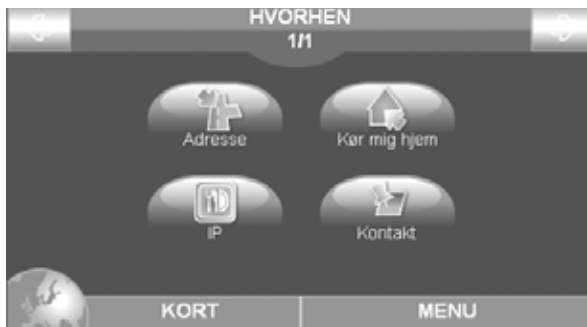 HVORHEN
1/1
Adresse
Kør mig hjem
IP
Kontakt
KORT
MENU